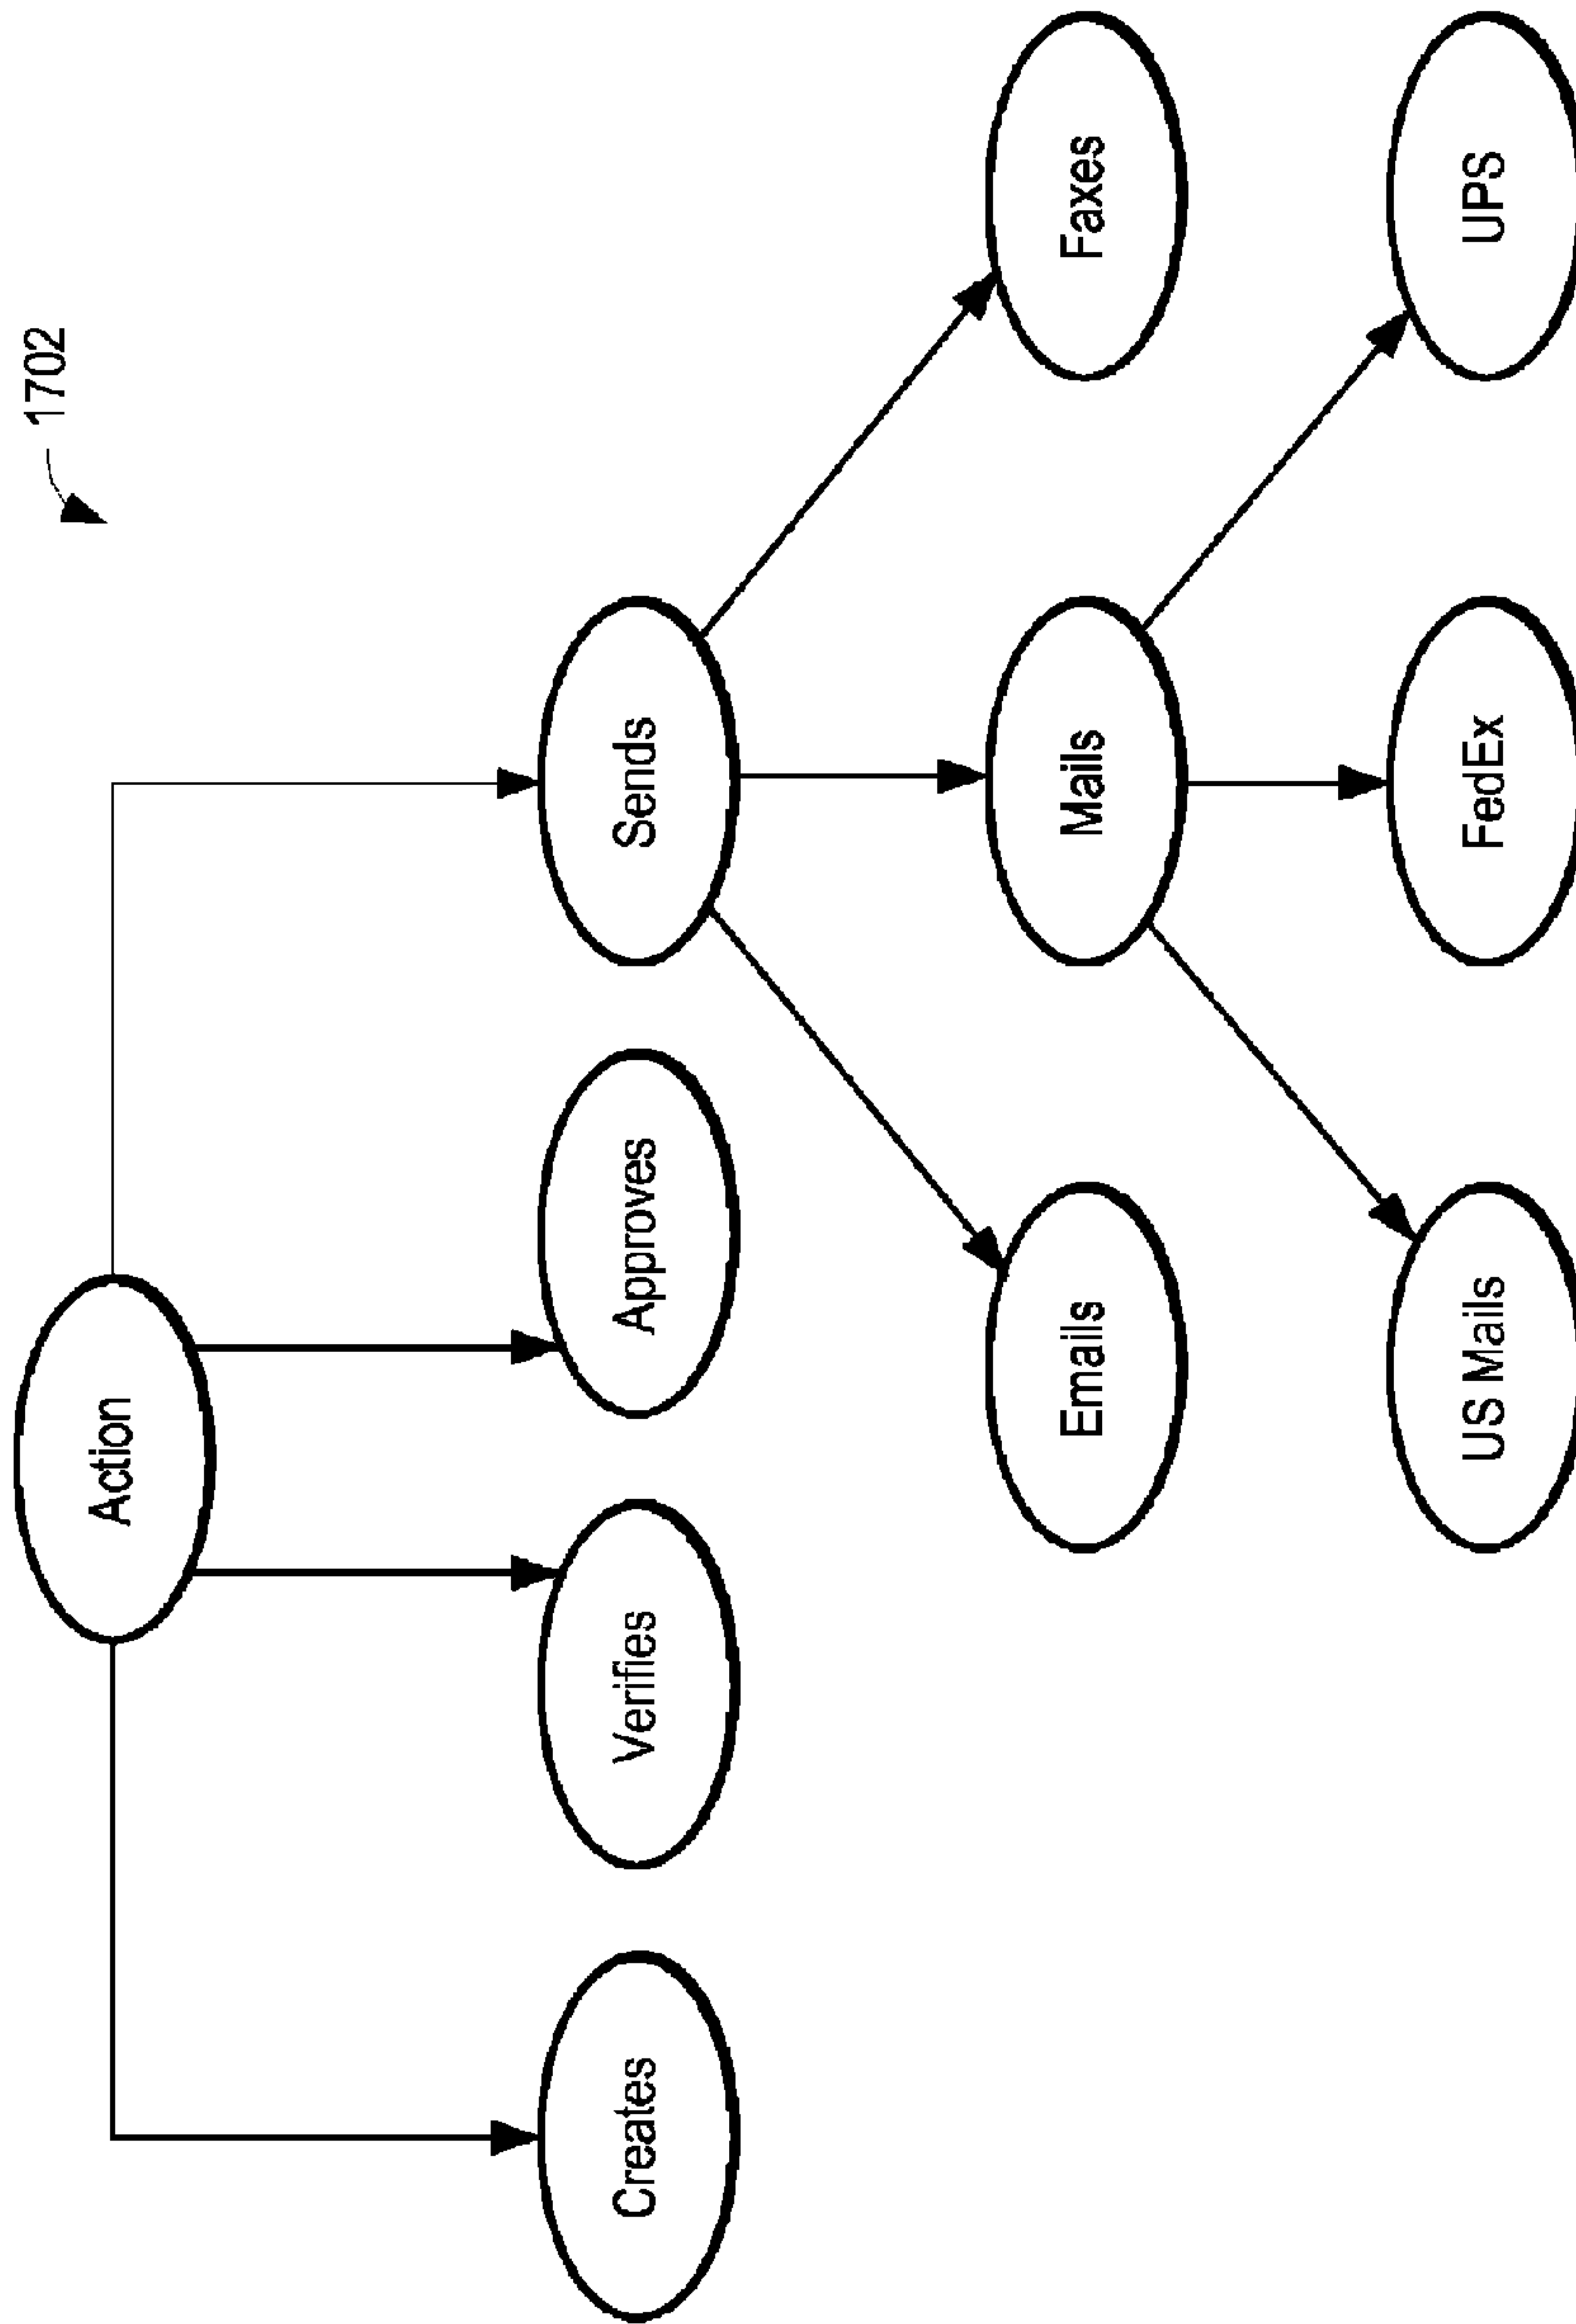 1702
Action
Creates
Verifies
Approves
Sends
Emails
Mails
Faxes
US Mails
FedEx
UPS